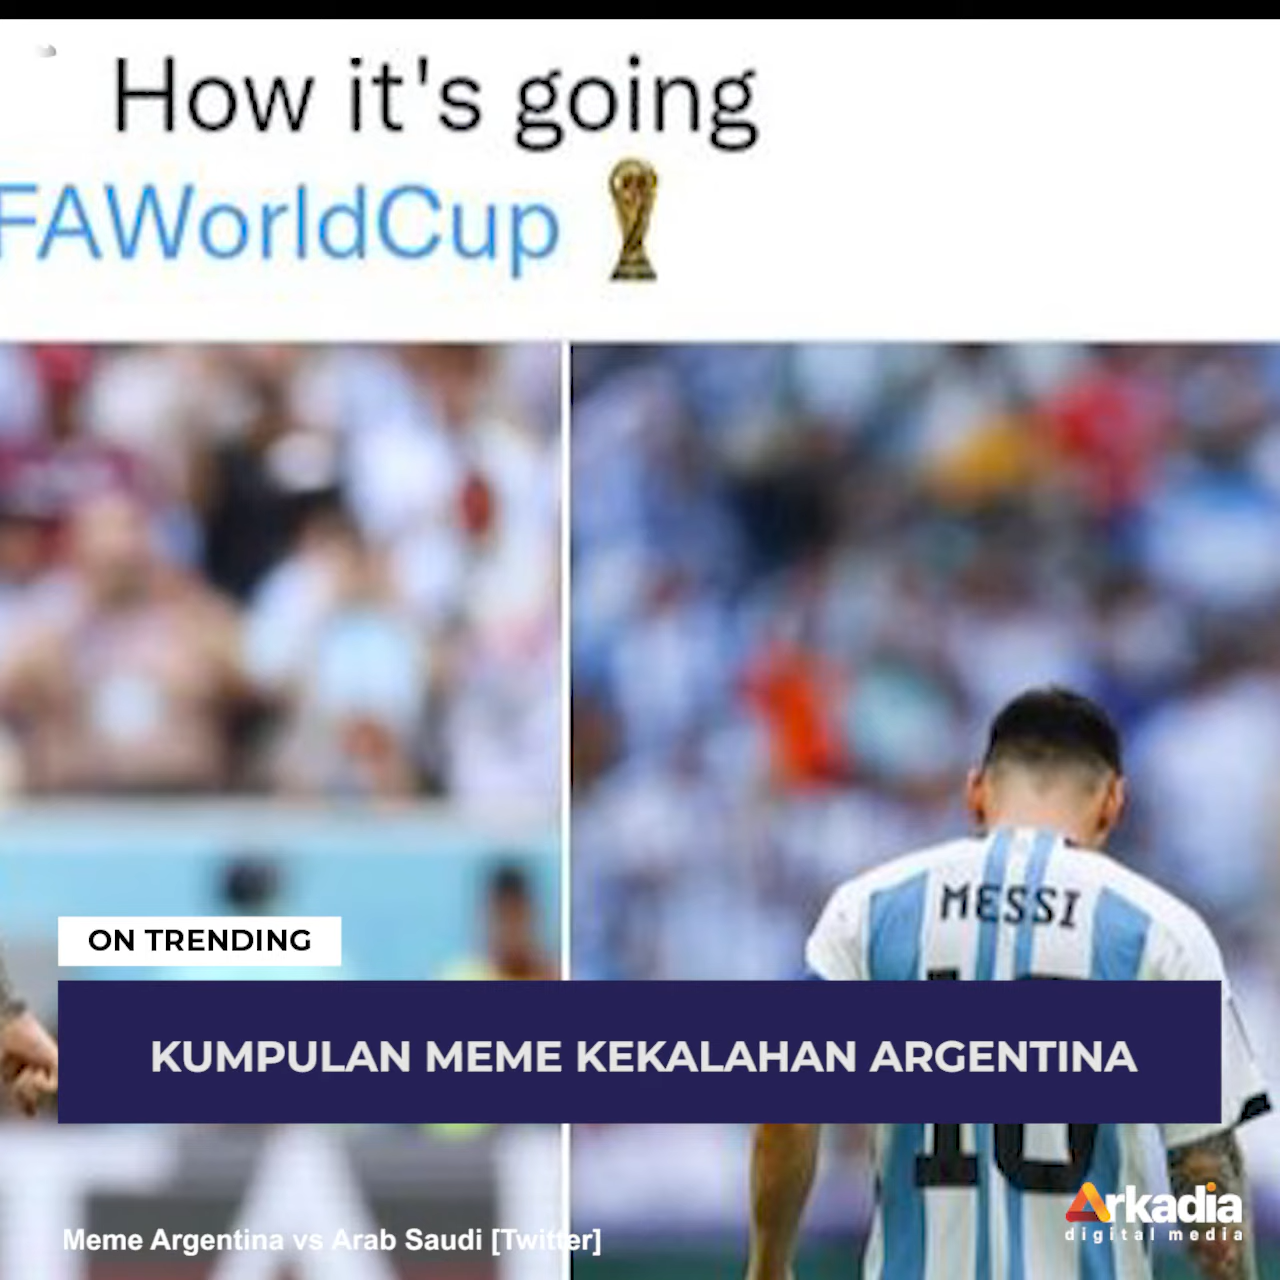 How it's going
FAWorldCup
MESSI
10
ON TRENDING
KUMPULAN MEME KEKALAHAN ARGENTINA
Meme Argentina vs Arab Saudi [Twitter]
Arkadia
digital media